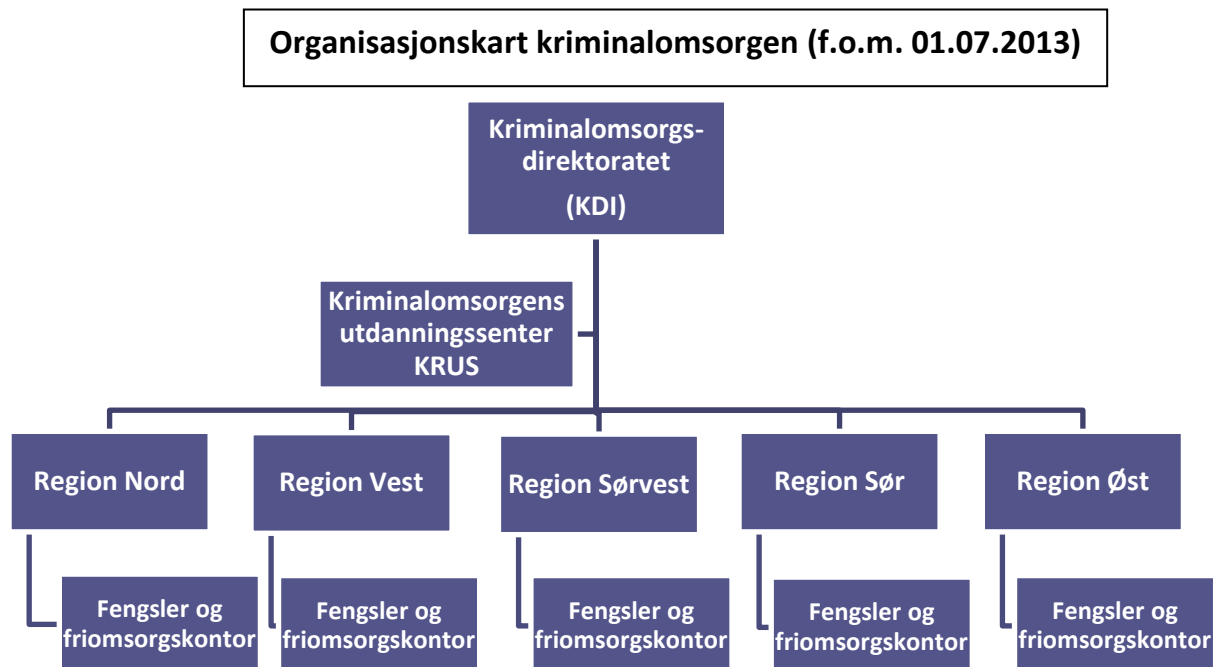 Organisasjonskart kriminalomsorgen (f.o.m. 01.07.2013)
Kriminalomsorgs-
direktoratet
(KDI)
Kriminalomsorgens
utdanningssenter
KRUS
Region Nord
Region Vest
Region Sørvest
Region Sør
Region Øst
Fengsler og
friomsorgskontor
Fengsler og
friomsorgskontor
Fengsler og
friomsorgskontor
Fengsler og
friomsorgskontor
Fengsler og
friomsorgskontor